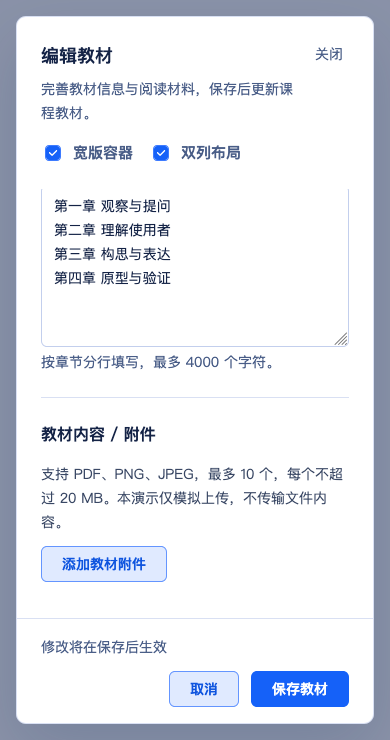 编辑教材
关闭
完善教材信息与阅读材料，保存后更新课
程教材。
宽版容器
双列布局
第一章 观察与提问
第二章 理解使用者
第三章 构思与表达
第四章 原型与验证
按章节分行填写，最多 4000 个字符。
教材内容 / 附件
支持 PDF、PNG、JPEG，最多 10 个，每个不超
过 20 MB。本演示仅模拟上传，不传输文件内
容。
添加教材附件
修改将在保存后生效
取消
保存教材